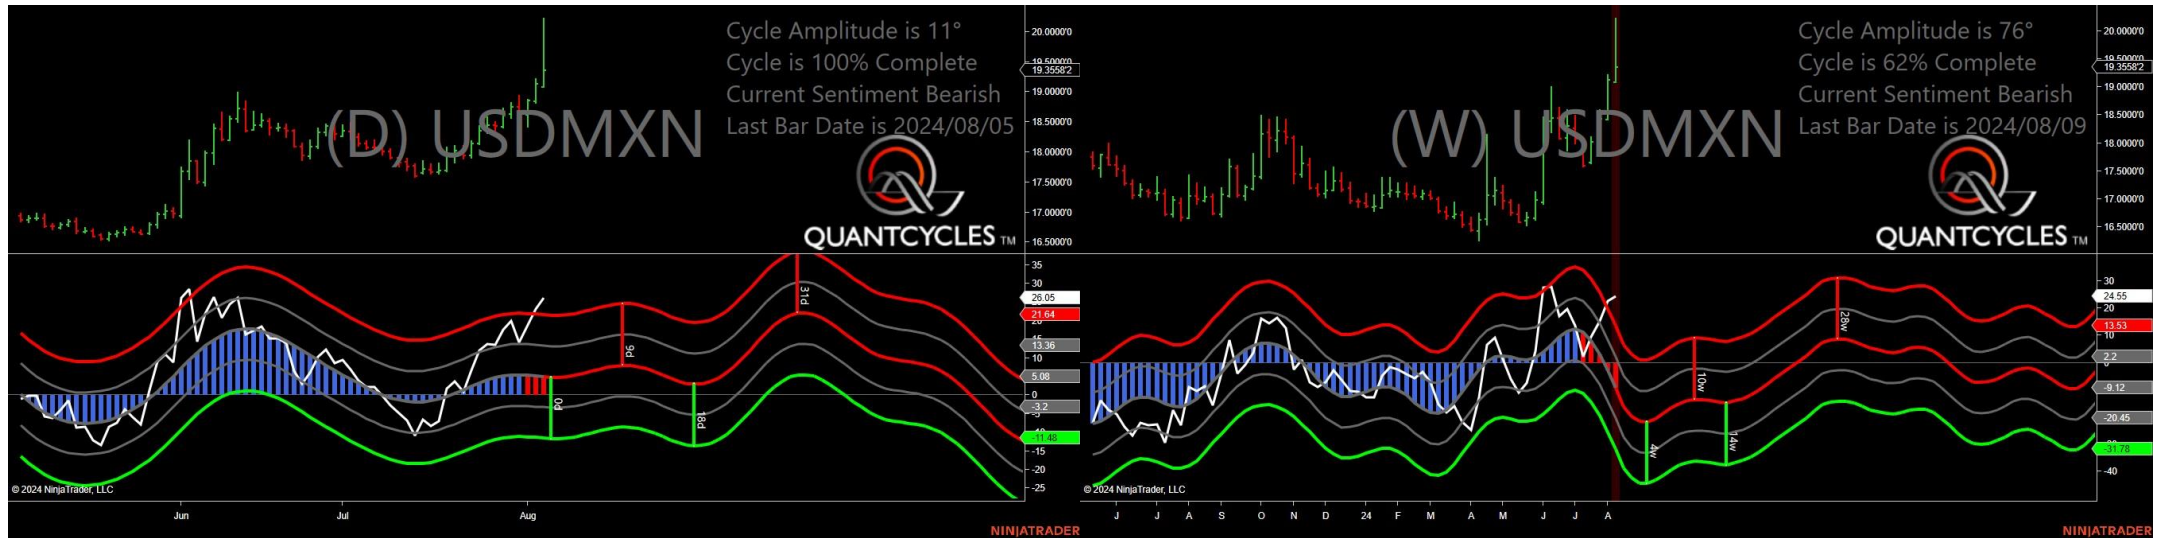 Cycle Amplitude is 11°
Cycle is 100% Complete
Current Sentiment Bearish
Last Bar Date is 2024/08/05
(D) USDMXN
QUANTCYCLES TM
20.0000'0
19.3558'2
19.0000'0
18.5000'0
18.0000'0
17.5000'0
17.0000'0
16.5000'0
35
30
26.05
21.64
13.36
10
5.08
0
-3.2
-11.48
-15
-20
-25
0d
9d
18d
31d
© 2024 NinjaTrader, LLC
Jun
Jul
Aug
NINJATRADER
Cycle Amplitude is 76°
Cycle is 62% Complete
Current Sentiment Bearish
Last Bar Date is 2024/08/09
(W) USDMXN
QUANTCYCLES TM
20.0000'0
19.3558'2
19.0000'0
18.5000'0
18.0000'0
17.5000'0
17.0000'0
16.5000'0
30
24.55
13.53
10
2.2
-9.12
-20.45
-31.78
-40
4w
10w
14w
28w
© 2024 NinjaTrader, LLC
J
J
A
S
O
N
D
24
F
M
A
M
J
J
A
NINJATRADER